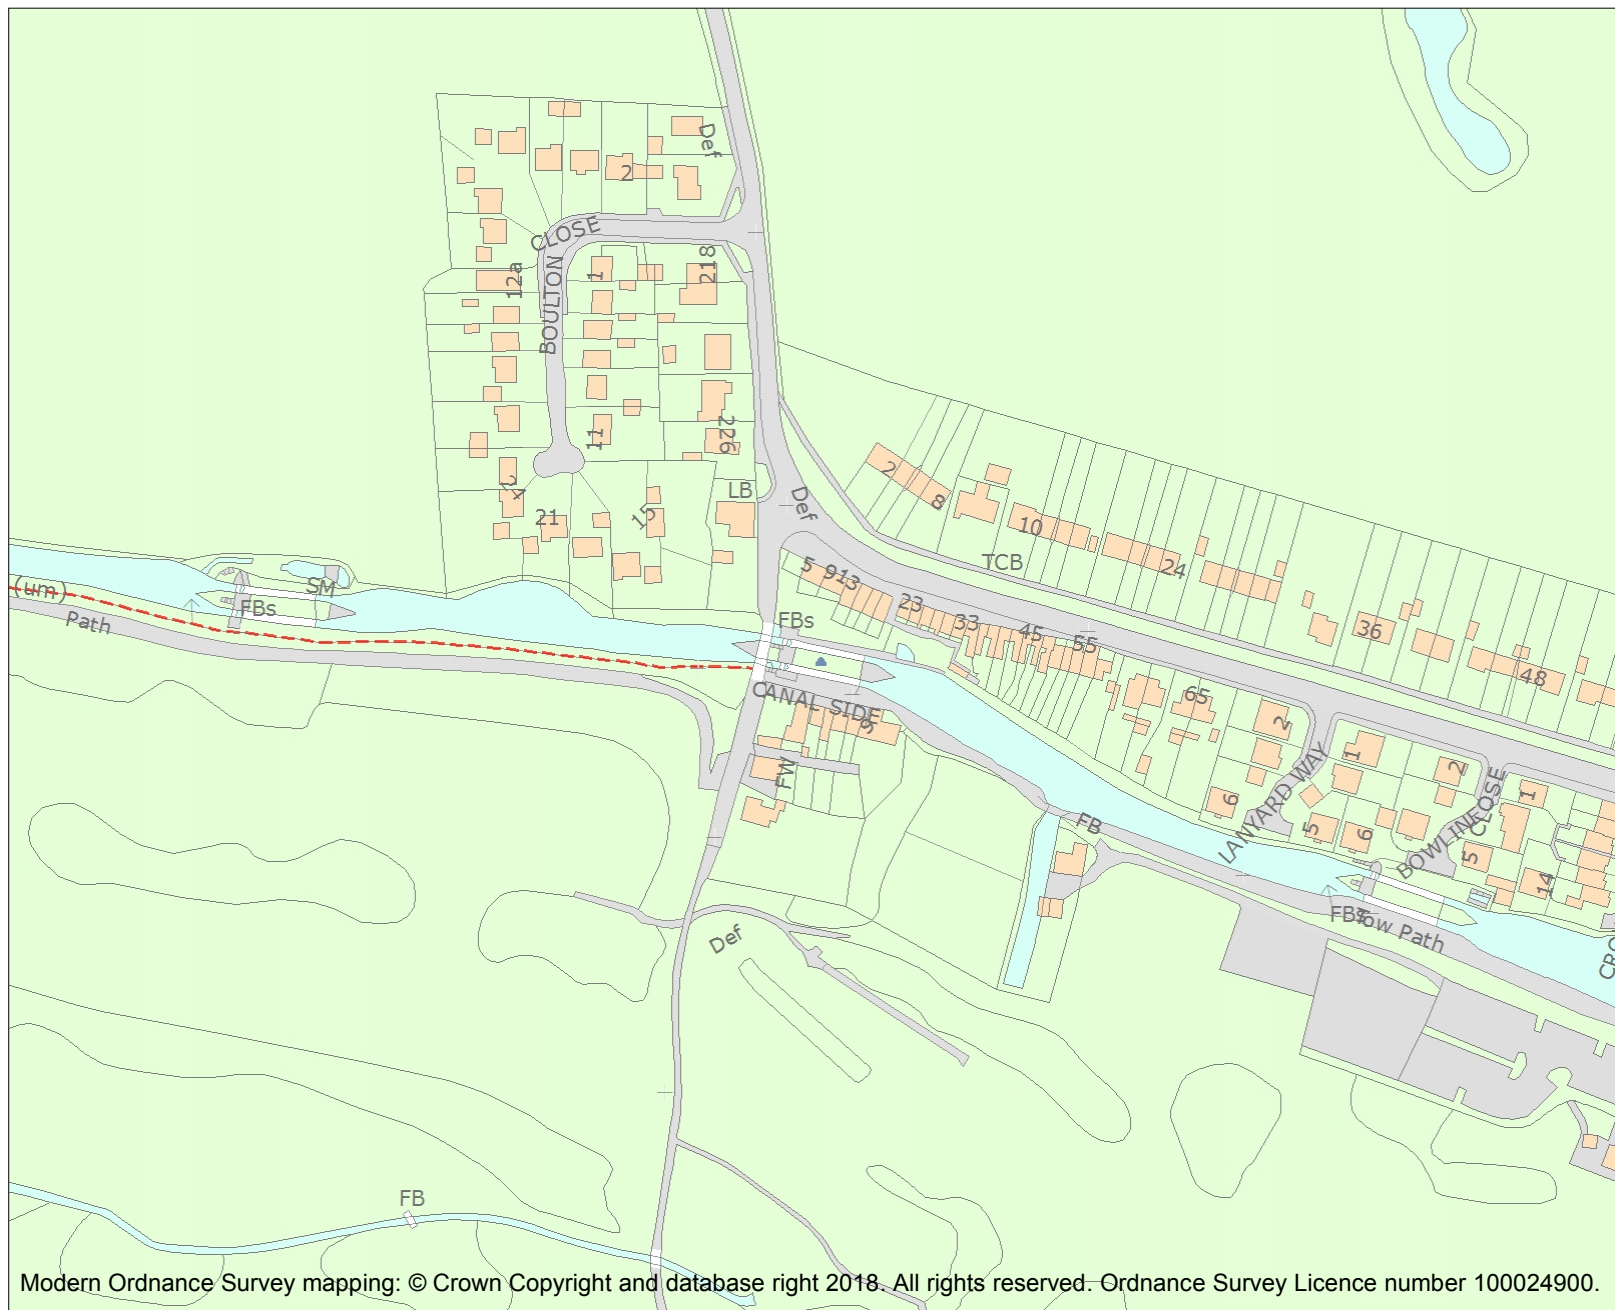 Def
2
CLOSE
218
12a
1
BOULTON
226
11
2
LB
8
Def
15
21
10
TCB
24
5
913
SM
(um)
23
FBs
Path
FBs
33
36
45
55
48
CANAL SIDE
65
9
2
1
FW
2
LANYARD WAY
6
CLOSE
1
FB
5
6
BOWLINE
5
14
FBs
Tow Path
Def
FB
Modern Ordnance Survey mapping: © Crown Copyright and database right 2018. All rights reserved. Ordnance Survey Licence number 100024900.